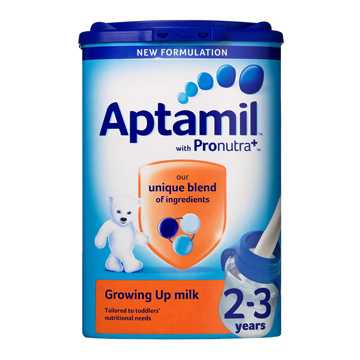 NEW FORMULATION
Aptamil
with Pronutra+™
our
unique blend
of ingredients
Growing Up milk
Tailored to toddlers'
nutritional needs
2-3
years